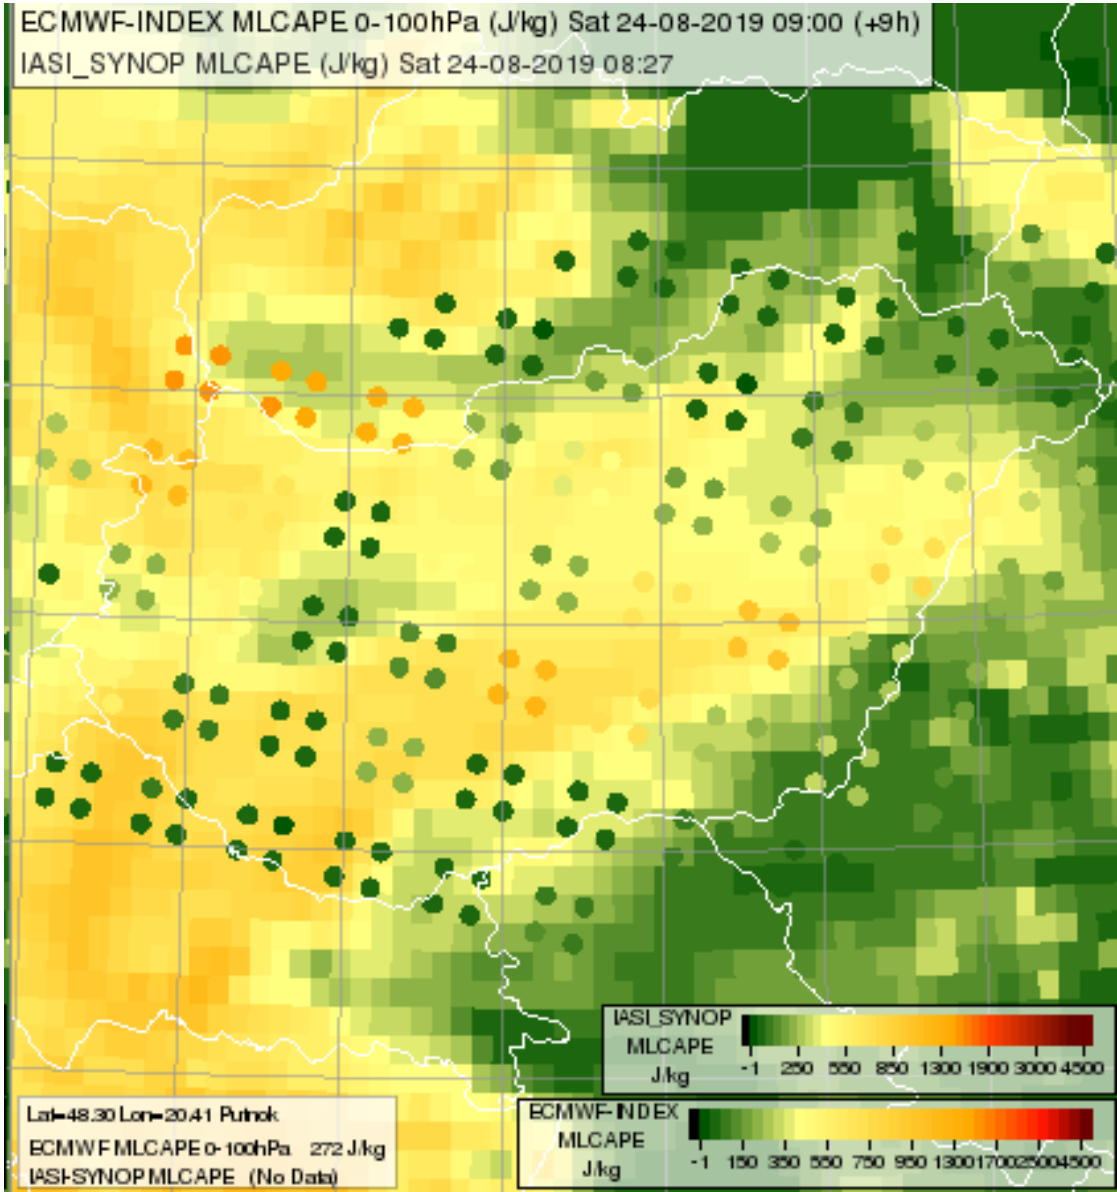 ECMWF-INDEX MLCAPE 0-100hPa (J/kg) Sat 24-08-2019 09:00 (+9h)
IASI_SYNOP MLCAPE (J/kg) Sat 24-08-2019 08:27
IASI_SYNOP
MLCAPE
J/kg
-1 250 550 850 1300 1900 3000 4500
ECMWF-INDEX
MLCAPE
J/kg
-1 150 350 550 750 950 1300 1700 2500 4500
Lat=48.30 Lon=20.41 Putnok
ECMWF MLCAPE 0-100hPa 272 J/kg
IASI-SYNOP MLCAPE (No Data)